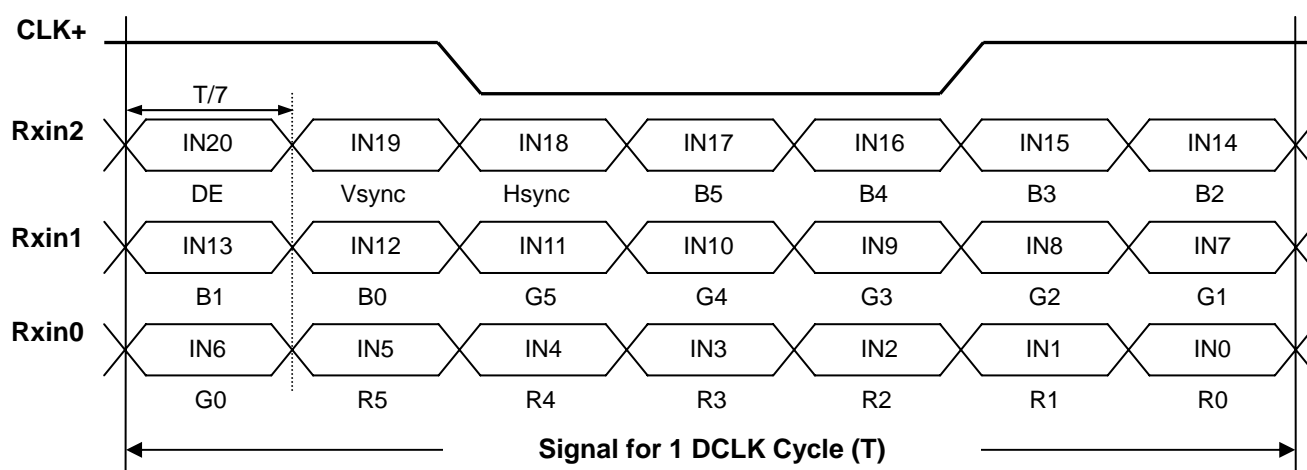 CLK+
T/7
Rxin2 IN20 IN19 IN18 IN17 IN16 IN15 IN14
DE Vsync Hsync B5 B4 B3 B2
Rxin1 IN13 IN12 IN11 IN10 IN9 IN8 IN7
B1 B0 G5 G4 G3 G2 G1
Rxin0 IN6 IN5 IN4 IN3 IN2 IN1 IN0
G0 R5 R4 R3 R2 R1 R0
Signal for 1 DCLK Cycle (T)